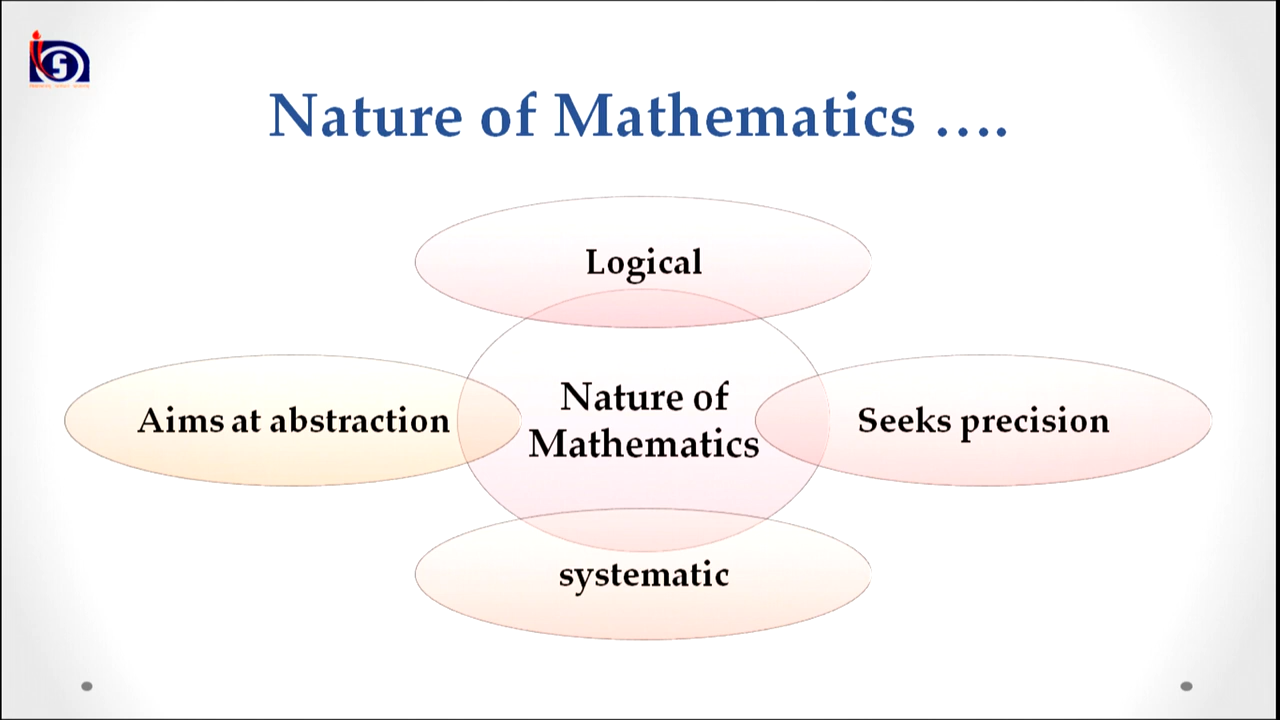 Nature of Mathematics ....
Logical
Aims at abstraction
Nature of
Mathematics
Seeks precision
systematic